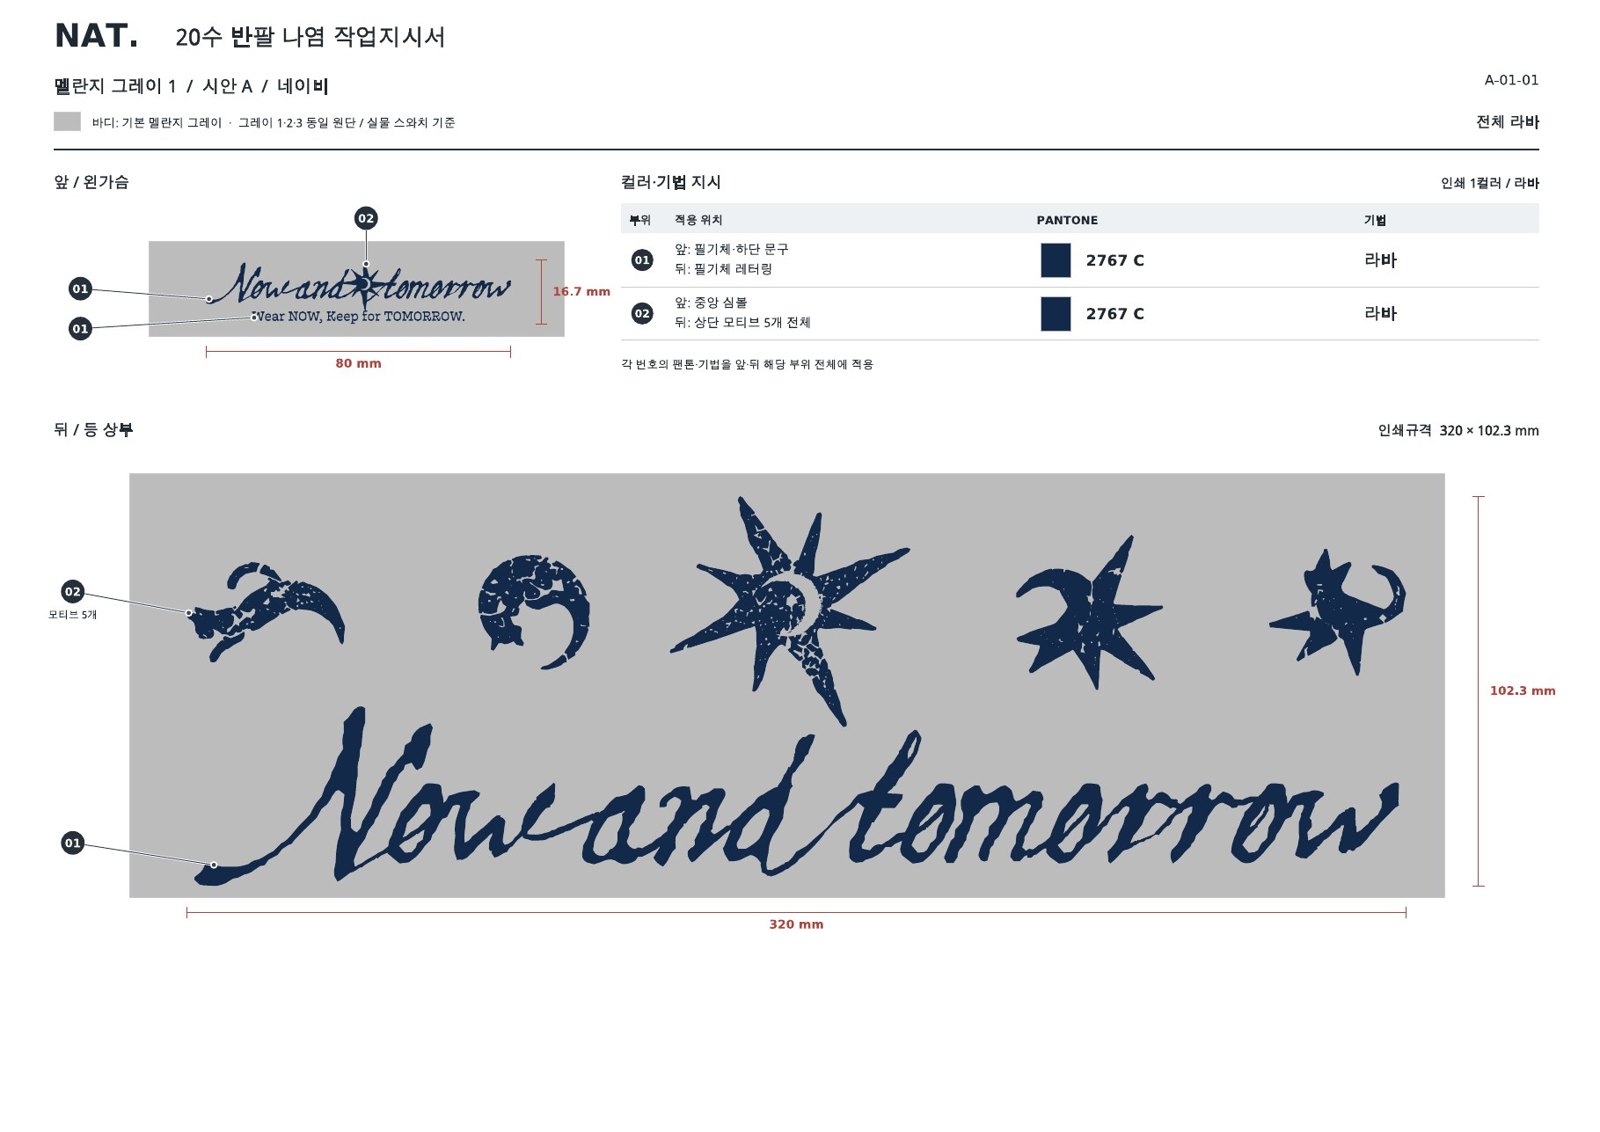 NAT. 20수 반팔 나염 작업지시서
멜란지 그레이 1 / 시안 A / 네이비
A-01-01
바디: 기본 멜란지 그레이 · 그레이 1·2·3 동일 원단 / 실물 스와치 기준
전체 라바
앞 / 왼가슴
02
01
01
Now and tomorrow
Wear NOW, Keep for TOMORROW.
16.7 mm
80 mm
컬러·기법 지시
인쇄 1컬러 / 라바
부위 적용 위치 PANTONE 기법
01 앞: 필기체·하단 문구 2767 C 라바
뒤: 필기체 레터링
02 앞: 중앙 심볼 2767 C 라바
뒤: 상단 모티브 5개 전체
각 번호의 팬톤·기법을 앞·뒤 해당 부위 전체에 적용
뒤 / 등 상부
인쇄규격 320 × 102.3 mm
02
모티브 5개
102.3 mm
01
Now and tomorrow
320 mm